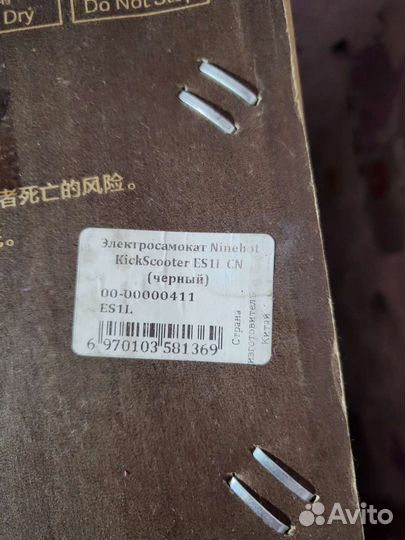 Dry
Do Not Step
者死亡的风险。
Электросамокат Ninebot
KickScooter ES1L CN
(черный)
00-00000411
ES1L
6 970103 581369
Страна
изготовитель
Китай
Avito